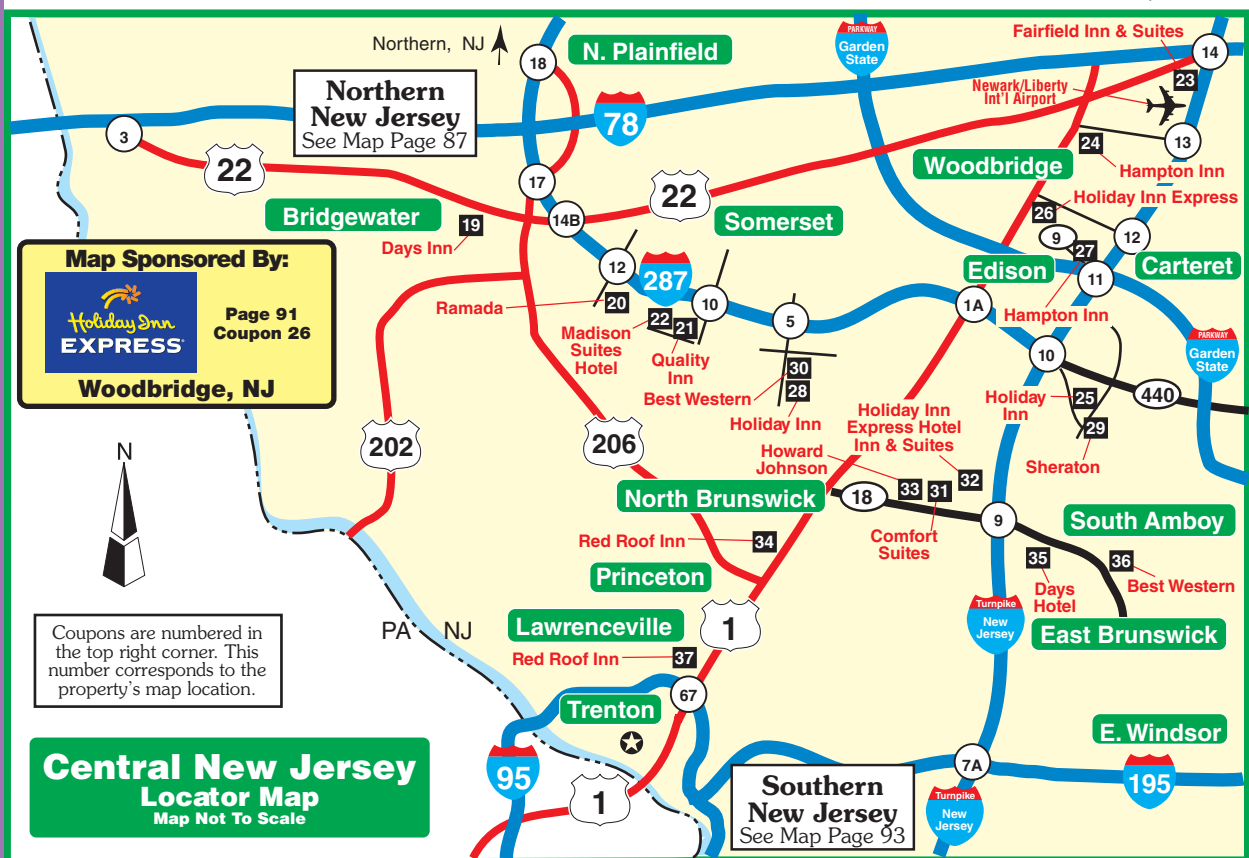 Northern, NJ
18
N. Plainfield
PARKWAY
Garden
State
Fairfield Inn & Suites
14
23
Newark/Liberty
Int'l Airport
Northern
New Jersey
See Map Page 87
78
3
22
13
24
Hampton Inn
Woodbridge
17
22
Holiday Inn Express
26
Bridgewater
19
Days Inn
14B
Somerset
9
27
12
Carteret
Edison
11
Hampton Inn
Map Sponsored By:
Holiday Inn
EXPRESS®
Page 91
Coupon 26
Woodbridge, NJ
12
287
10
20
Ramada
22
21
Madison
Suites
Hotel
Quality
Inn
5
1A
30
Best Western
28
Holiday Inn
10
PARKWAY
Garden
State
Holiday
Inn
25
440
29
Sheraton
202
206
Holiday Inn
Express Hotel
Inn & Suites
Howard
Johnson
32
33
31
18
North Brunswick
N
9
South Amboy
Comfort
Suites
Red Roof Inn
34
35
Days
Hotel
36
Best Western
Princeton
Turnpike
New
Jersey
East Brunswick
Coupons are numbered in
the top right corner. This
number corresponds to the
property's map location.
PA
NJ
Lawrenceville
1
Red Roof Inn
37
67
Trenton
E. Windsor
Central New Jersey
Locator Map
Map Not To Scale
95
1
Southern
New Jersey
See Map Page 93
7A
195
Turnpike
New
Jersey